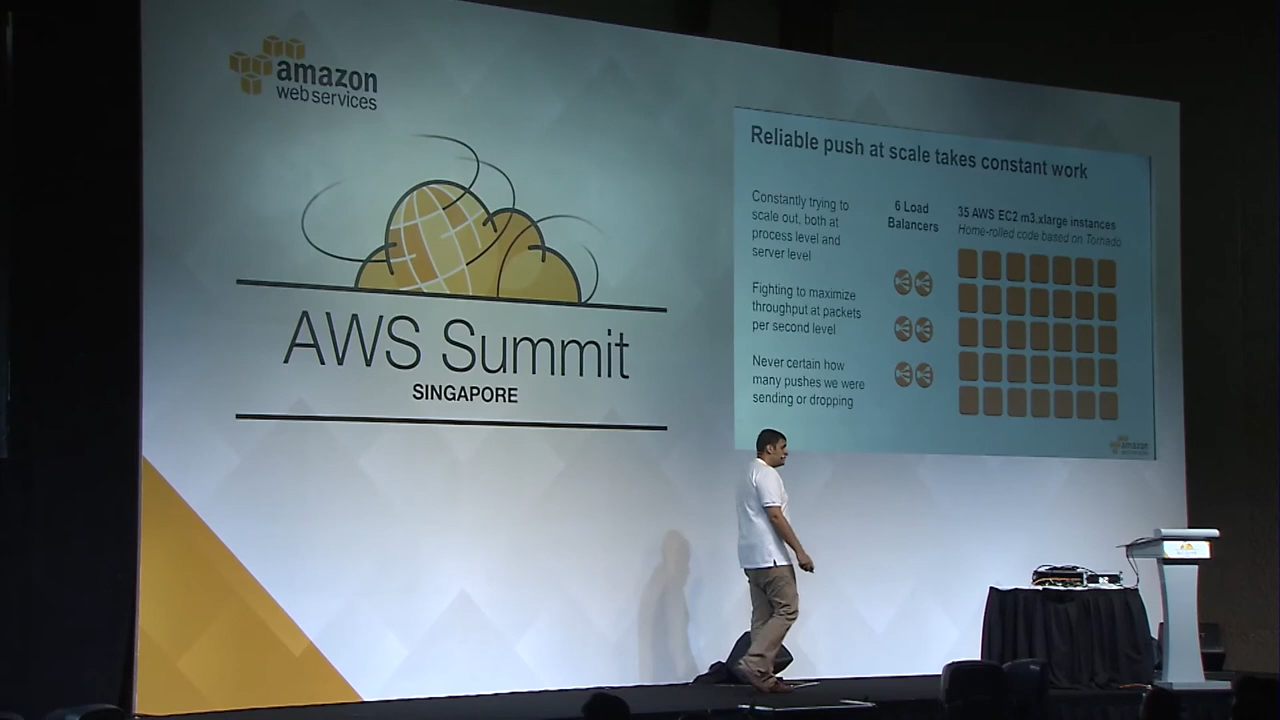 amazon
webservices
AWS Summit
SINGAPORE
Reliable push at scale takes constant work
Constantly trying to
scale out, both at
process level and
server level
Fighting to maximize
throughput at packets
per second level
Never certain how
many pushes we were
sending or dropping
6 Load
Balancers
35 AWS EC2 m3.xlarge instances
Home-rolled code based on Tornado
amazon
webservices